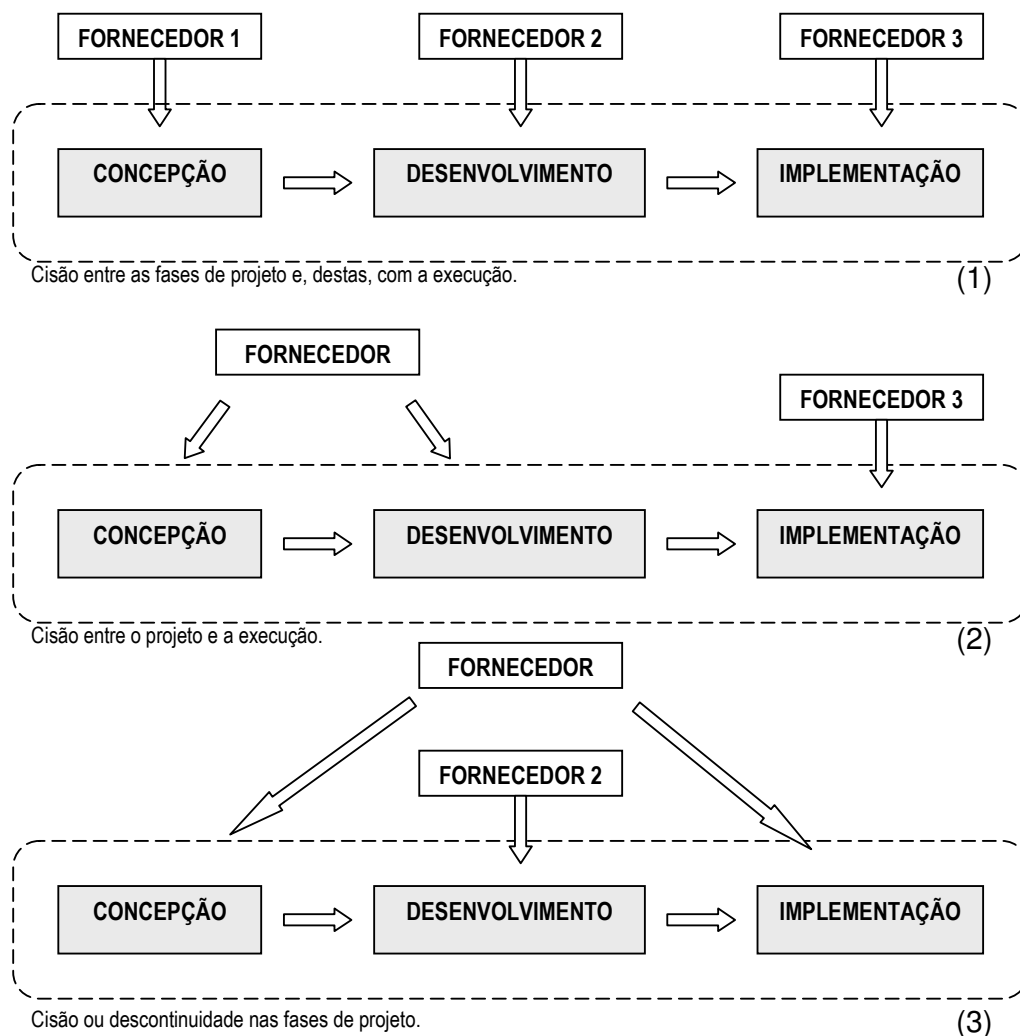 FORNECEDOR 1 FORNECEDOR 2 FORNECEDOR 3
CONCEPÇÃO DESENVOLVIMENTO IMPLEMENTAÇÃO
Cisão entre as fases de projeto e, destas, com a execução. (1)
FORNECEDOR
FORNECEDOR 3
CONCEPÇÃO DESENVOLVIMENTO IMPLEMENTAÇÃO
Cisão entre o projeto e a execução. (2)
FORNECEDOR
FORNECEDOR 2
CONCEPÇÃO DESENVOLVIMENTO IMPLEMENTAÇÃO
Cisão ou descontinuidade nas fases de projeto. (3)